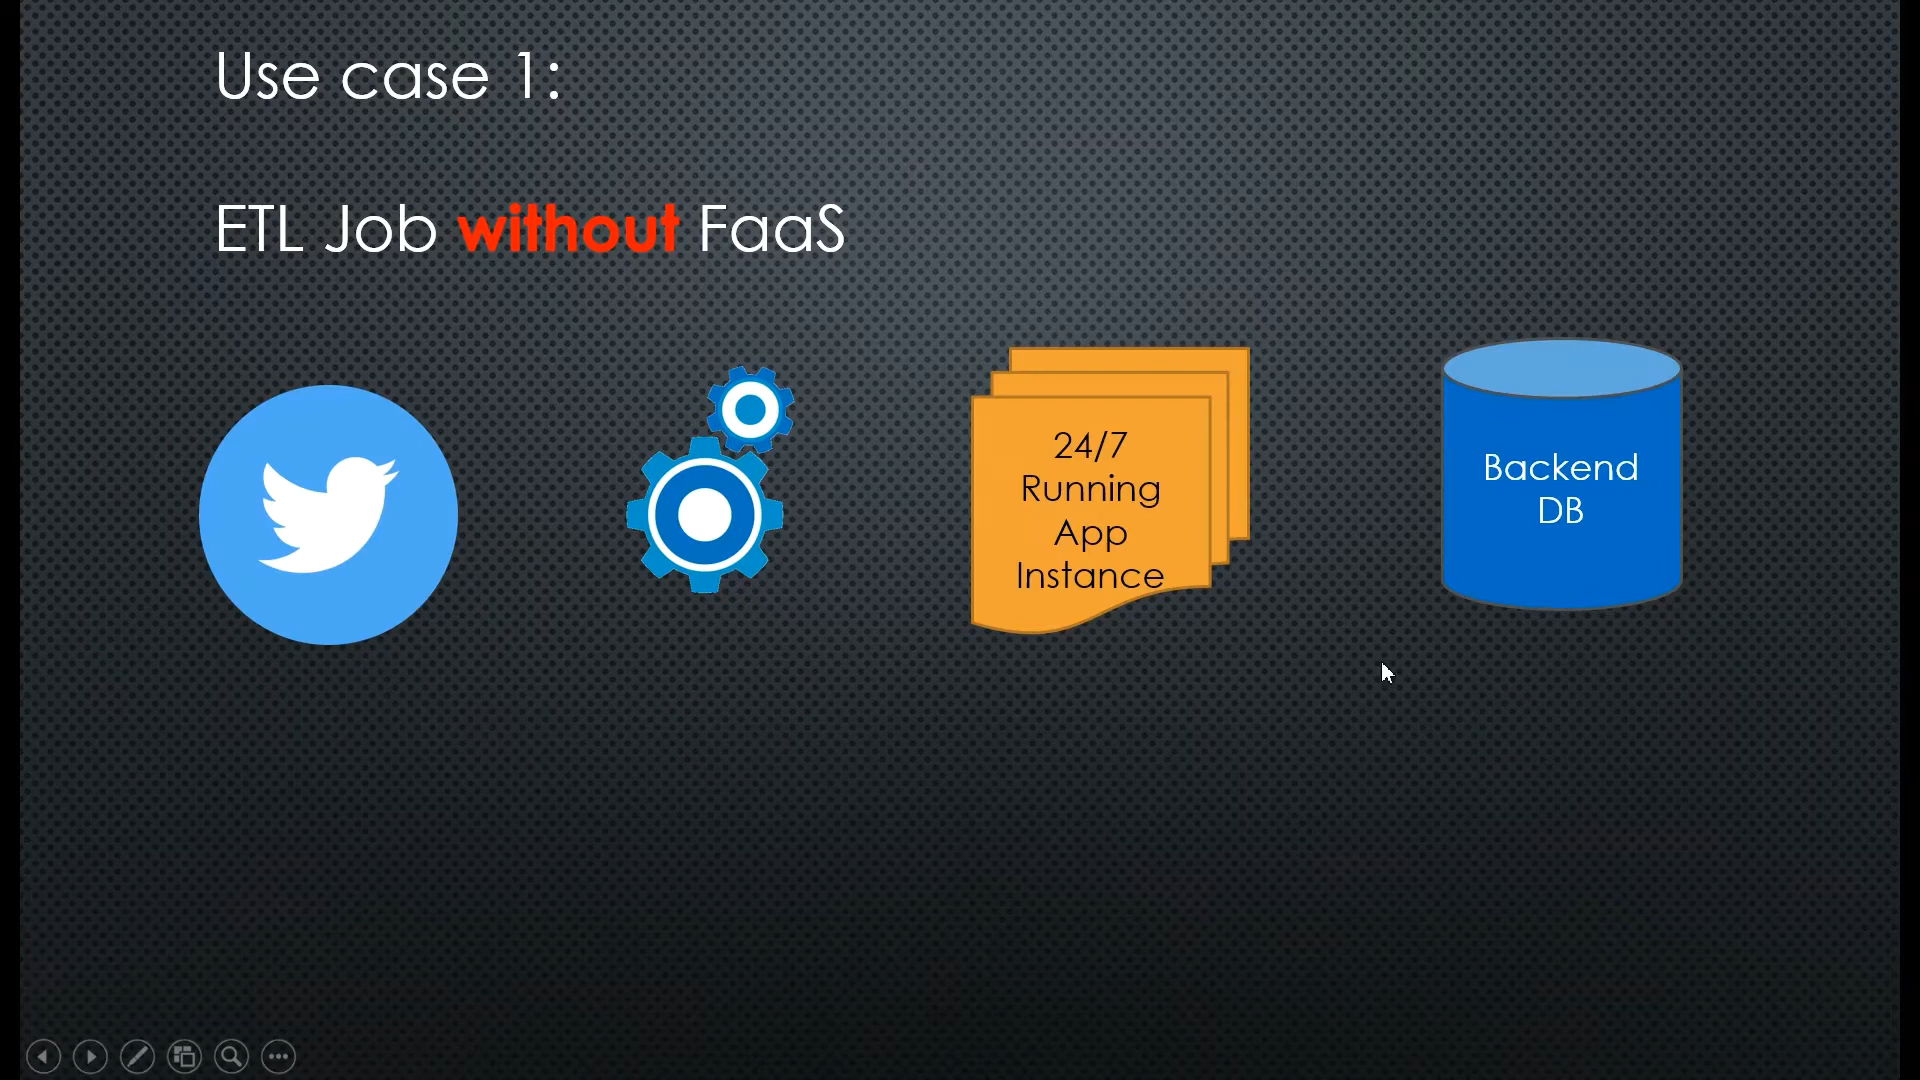 Use case 1:
ETL Job without FaaS
24/7
Running
App
Instance
Backend
DB